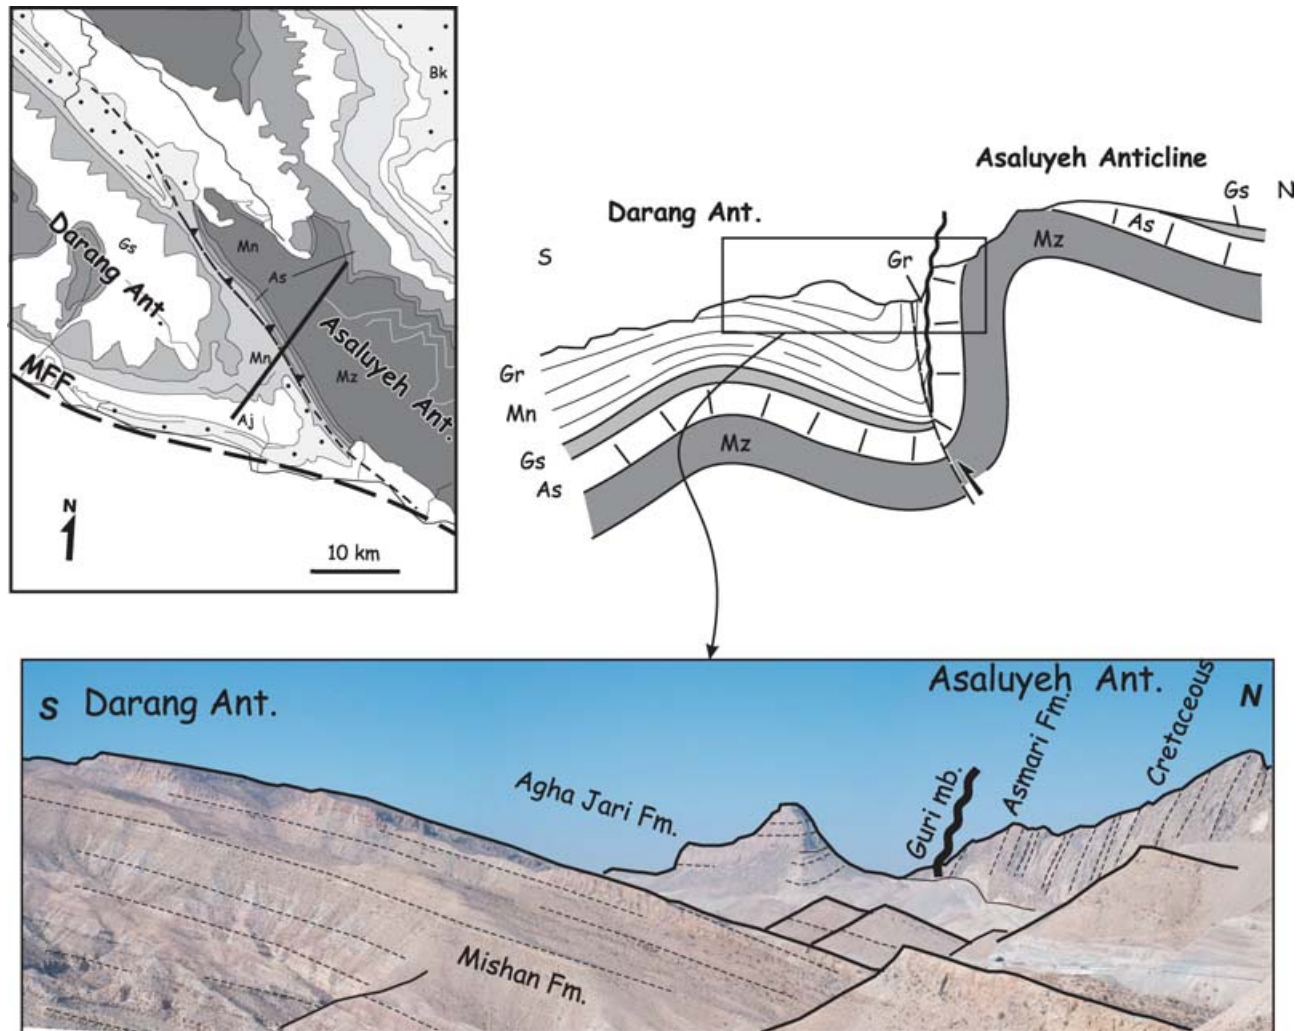 Bk
Gs
Darang Ant.
Mn
As
Mn
Mz
Asaluyeh Ant.
MFF
Aj
N
10 km
Asaluyeh Anticline
Gs
N
Darang Ant.
As
S
Gr
Mz
Gr
Mn
Mz
Gs
As
S Darang Ant.
Asaluyeh Ant.
N
Agha Jari Fm.
Guri mb.
Asmari Fm.
Cretaceous
Mishan Fm.